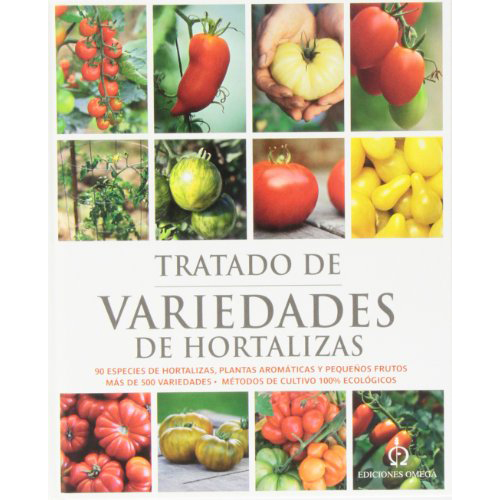 TRATADO DE
VARIEDADES
DE HORTALIZAS
90 ESPECIES DE HORTALIZAS, PLANTAS AROMÁTICAS Y PEQUEÑOS FRUTOS
MÁS DE 500 VARIEDADES • MÉTODOS DE CULTIVO 100% ECOLÓGICOS
EDICIONES OMEGA